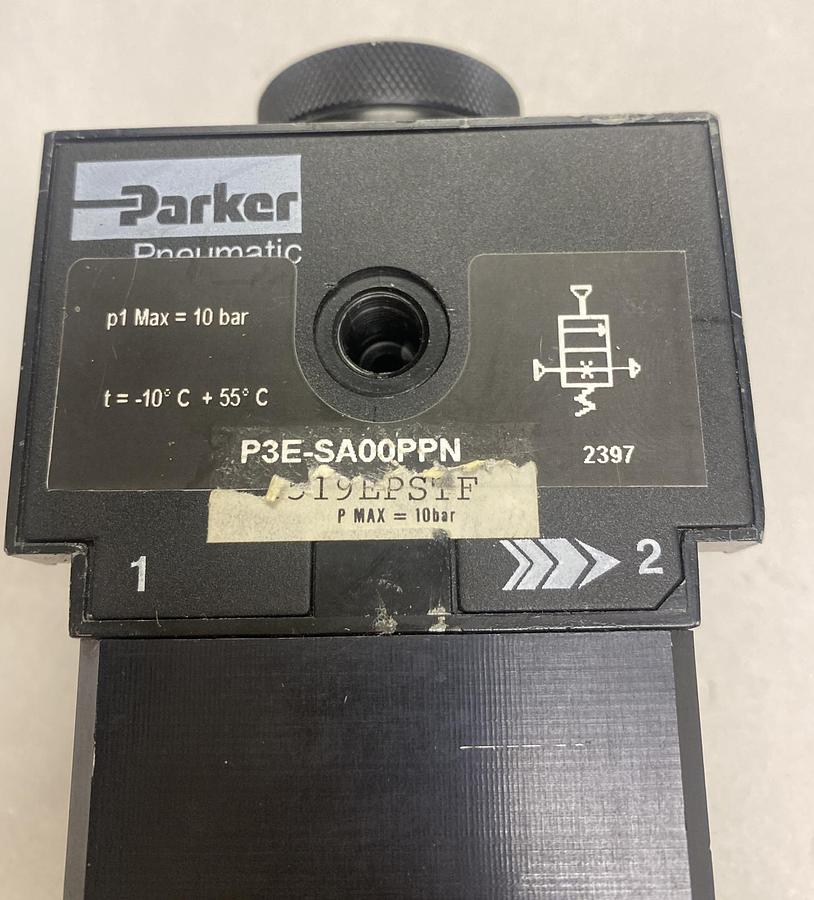 Parker
Pneumatic
p1 Max = 10 bar
t = -10° C + 55° C
P3E-SA00PPN
2397
P MAX = 10bar
1
2